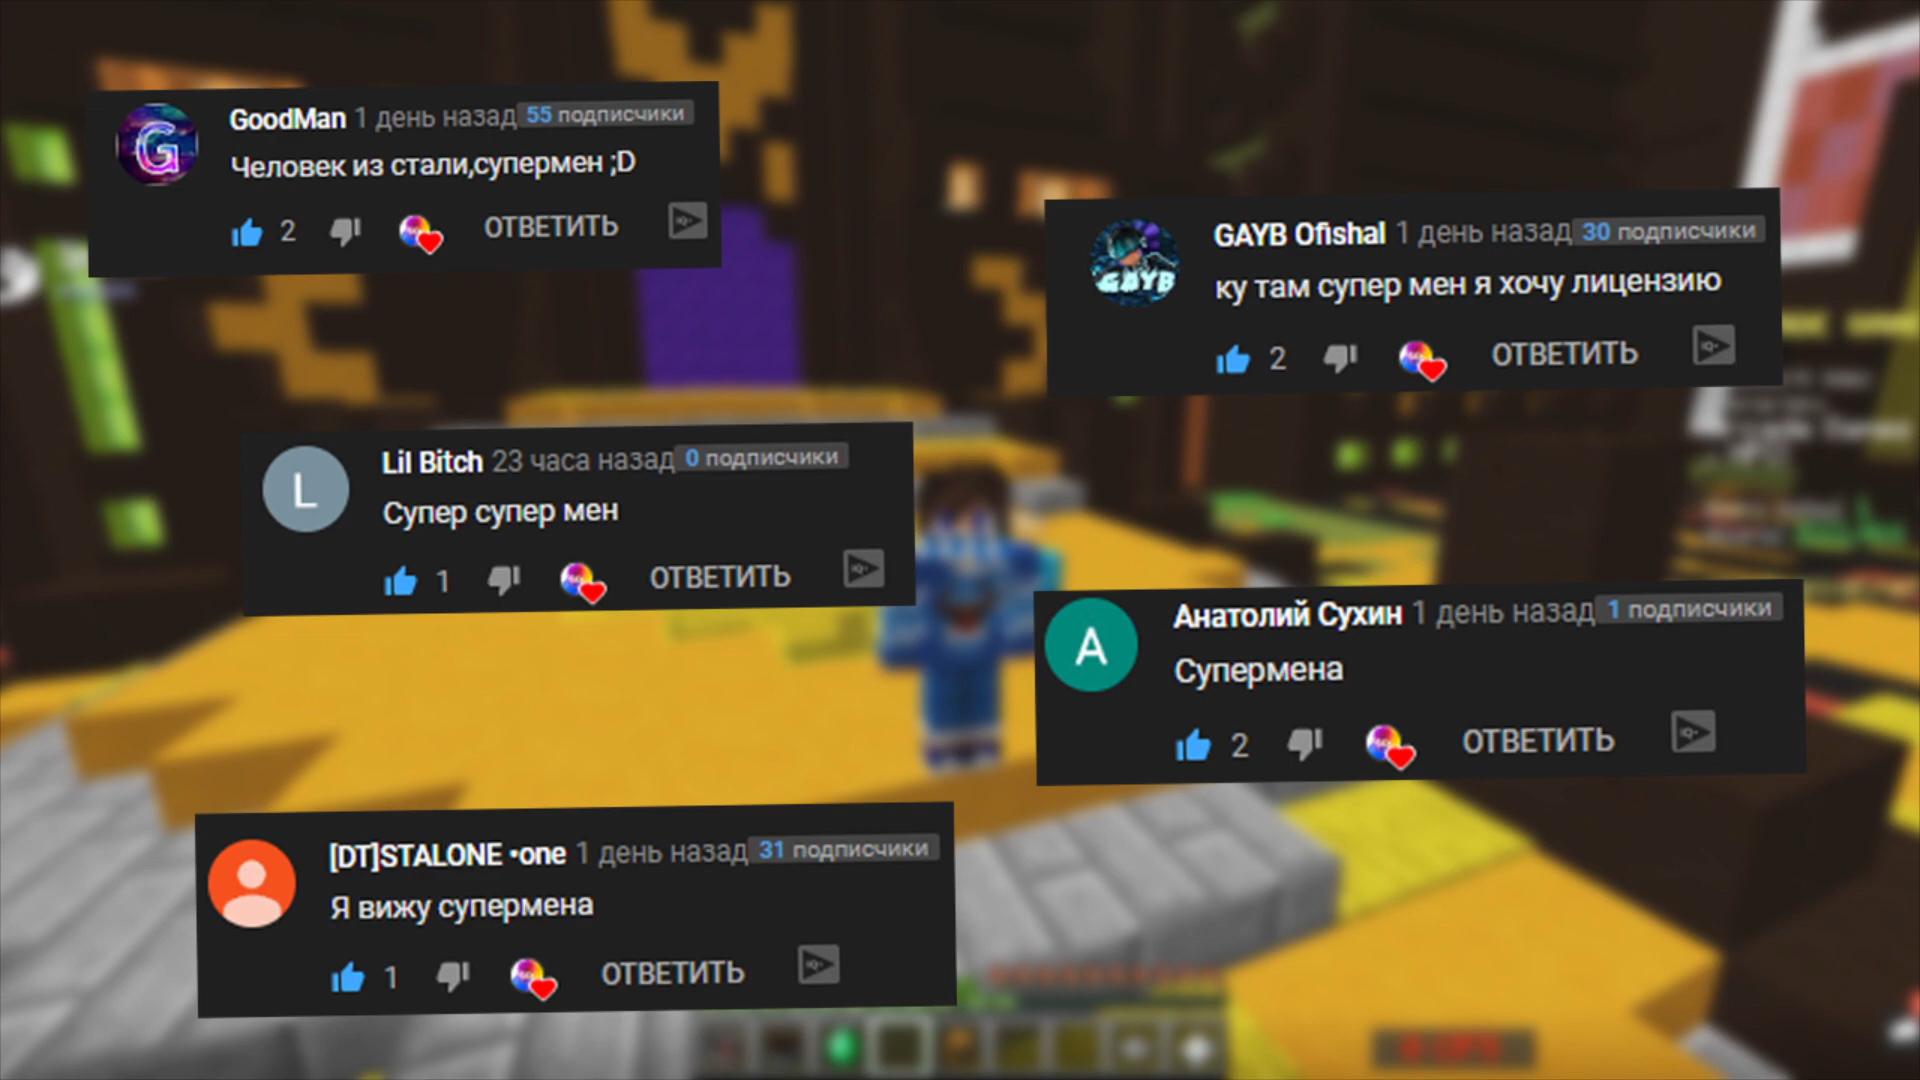 GoodMan 1 день назад 55 подписчики
Человек из стали,супермен ;D
2 ОТВЕТИТЬ
GAYB Ofishal 1 день назад 30 подписчики
ку там супер мен я хочу лицензию
GAYB
2 ОТВЕТИТЬ
Lil Bitch 23 часа назад 0 подписчики
L
Супер супер мен
1 ОТВЕТИТЬ
Анатолий Сухин 1 день назад 1 подписчики
A
Супермена
2 ОТВЕТИТЬ
[DT]STALONE •one 1 день назад 31 подписчики
Я вижу супермена
1 ОТВЕТИТЬ